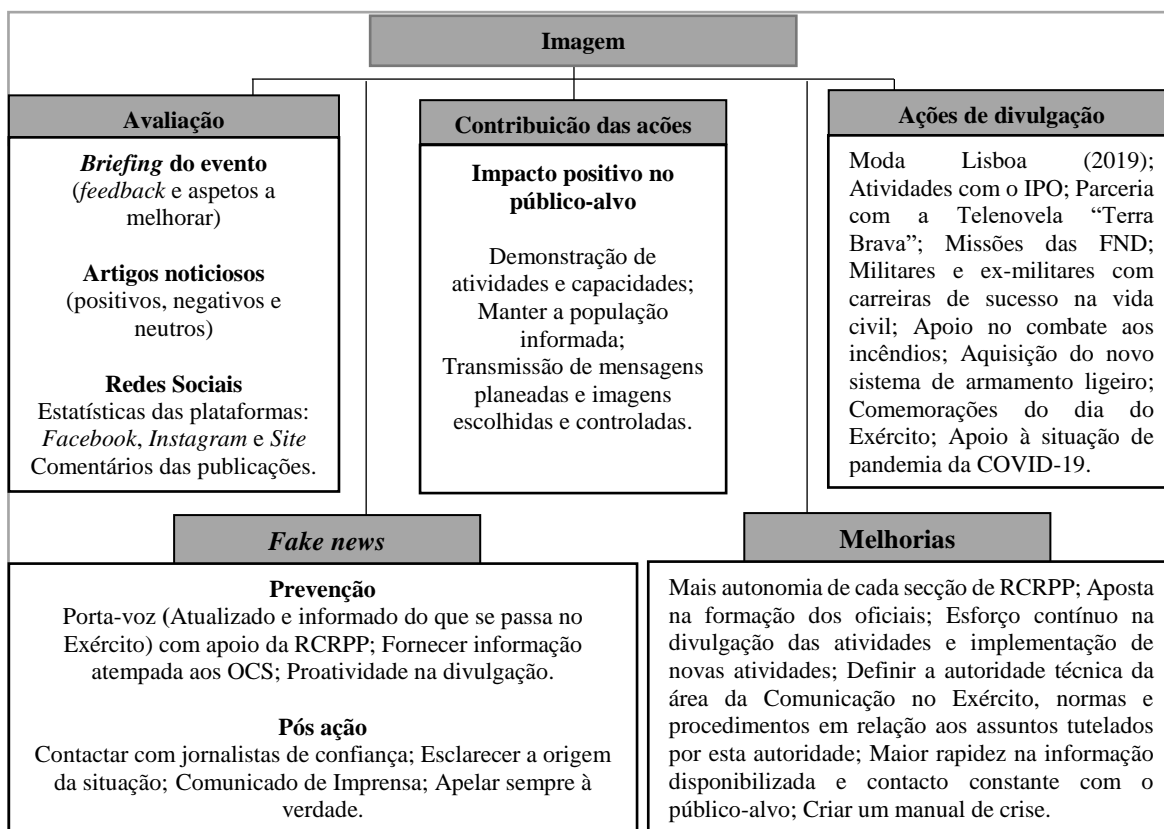 Imagem
Avaliação
Briefing do evento
(feedback e aspetos a
melhorar)
Artigos noticiosos
(positivos, negativos e
neutros)
Redes Sociais
Estatísticas das plataformas:
Facebook, Instagram e Site
Comentários das publicações.
Contribuicão das acões
Impacto positivo no
público-alvo
Demonstração de
atividades e capacidades;
Manter a população
informada;
Transmissão de mensagens
planeadas e imagens
escolhidas e controladas.
Ações de divulgação
Moda Lisboa (2019);
Atividades com o IPO; Parceria
com a Telenovela “Terra
Brava”; Missões das FND;
Militares e ex-militares com
carreiras de sucesso na vida
civil; Apoio no combate aos
incêndios; Aquisição do novo
sistema de armamento ligeiro;
Comemorações do dia do
Exército; Apoio à situação de
pandemia da COVID-19.
Fake news
Prevenção
Porta-voz (Atualizado e informado do que se passa no
Exército) com apoio da RCRPP; Fornecer informação
atempada aos OCS; Proatividade na divulgação.
Pós ação
Contactar com jornalistas de confiança; Esclarecer a origem
da situação; Comunicado de Imprensa; Apelar sempre à
verdade.
Melhorias
Mais autonomia de cada secção de RCRPP; Aposta
na formação dos oficiais; Esforço contínuo na
divulgação das atividades e implementação de
novas atividades; Definir a autoridade técnica da
área da Comunicação no Exército, normas e
procedimentos em relação aos assuntos tutelados
por esta autoridade; Maior rapidez na informação
disponibilizada e contacto constante com o
público-alvo; Criar um manual de crise.